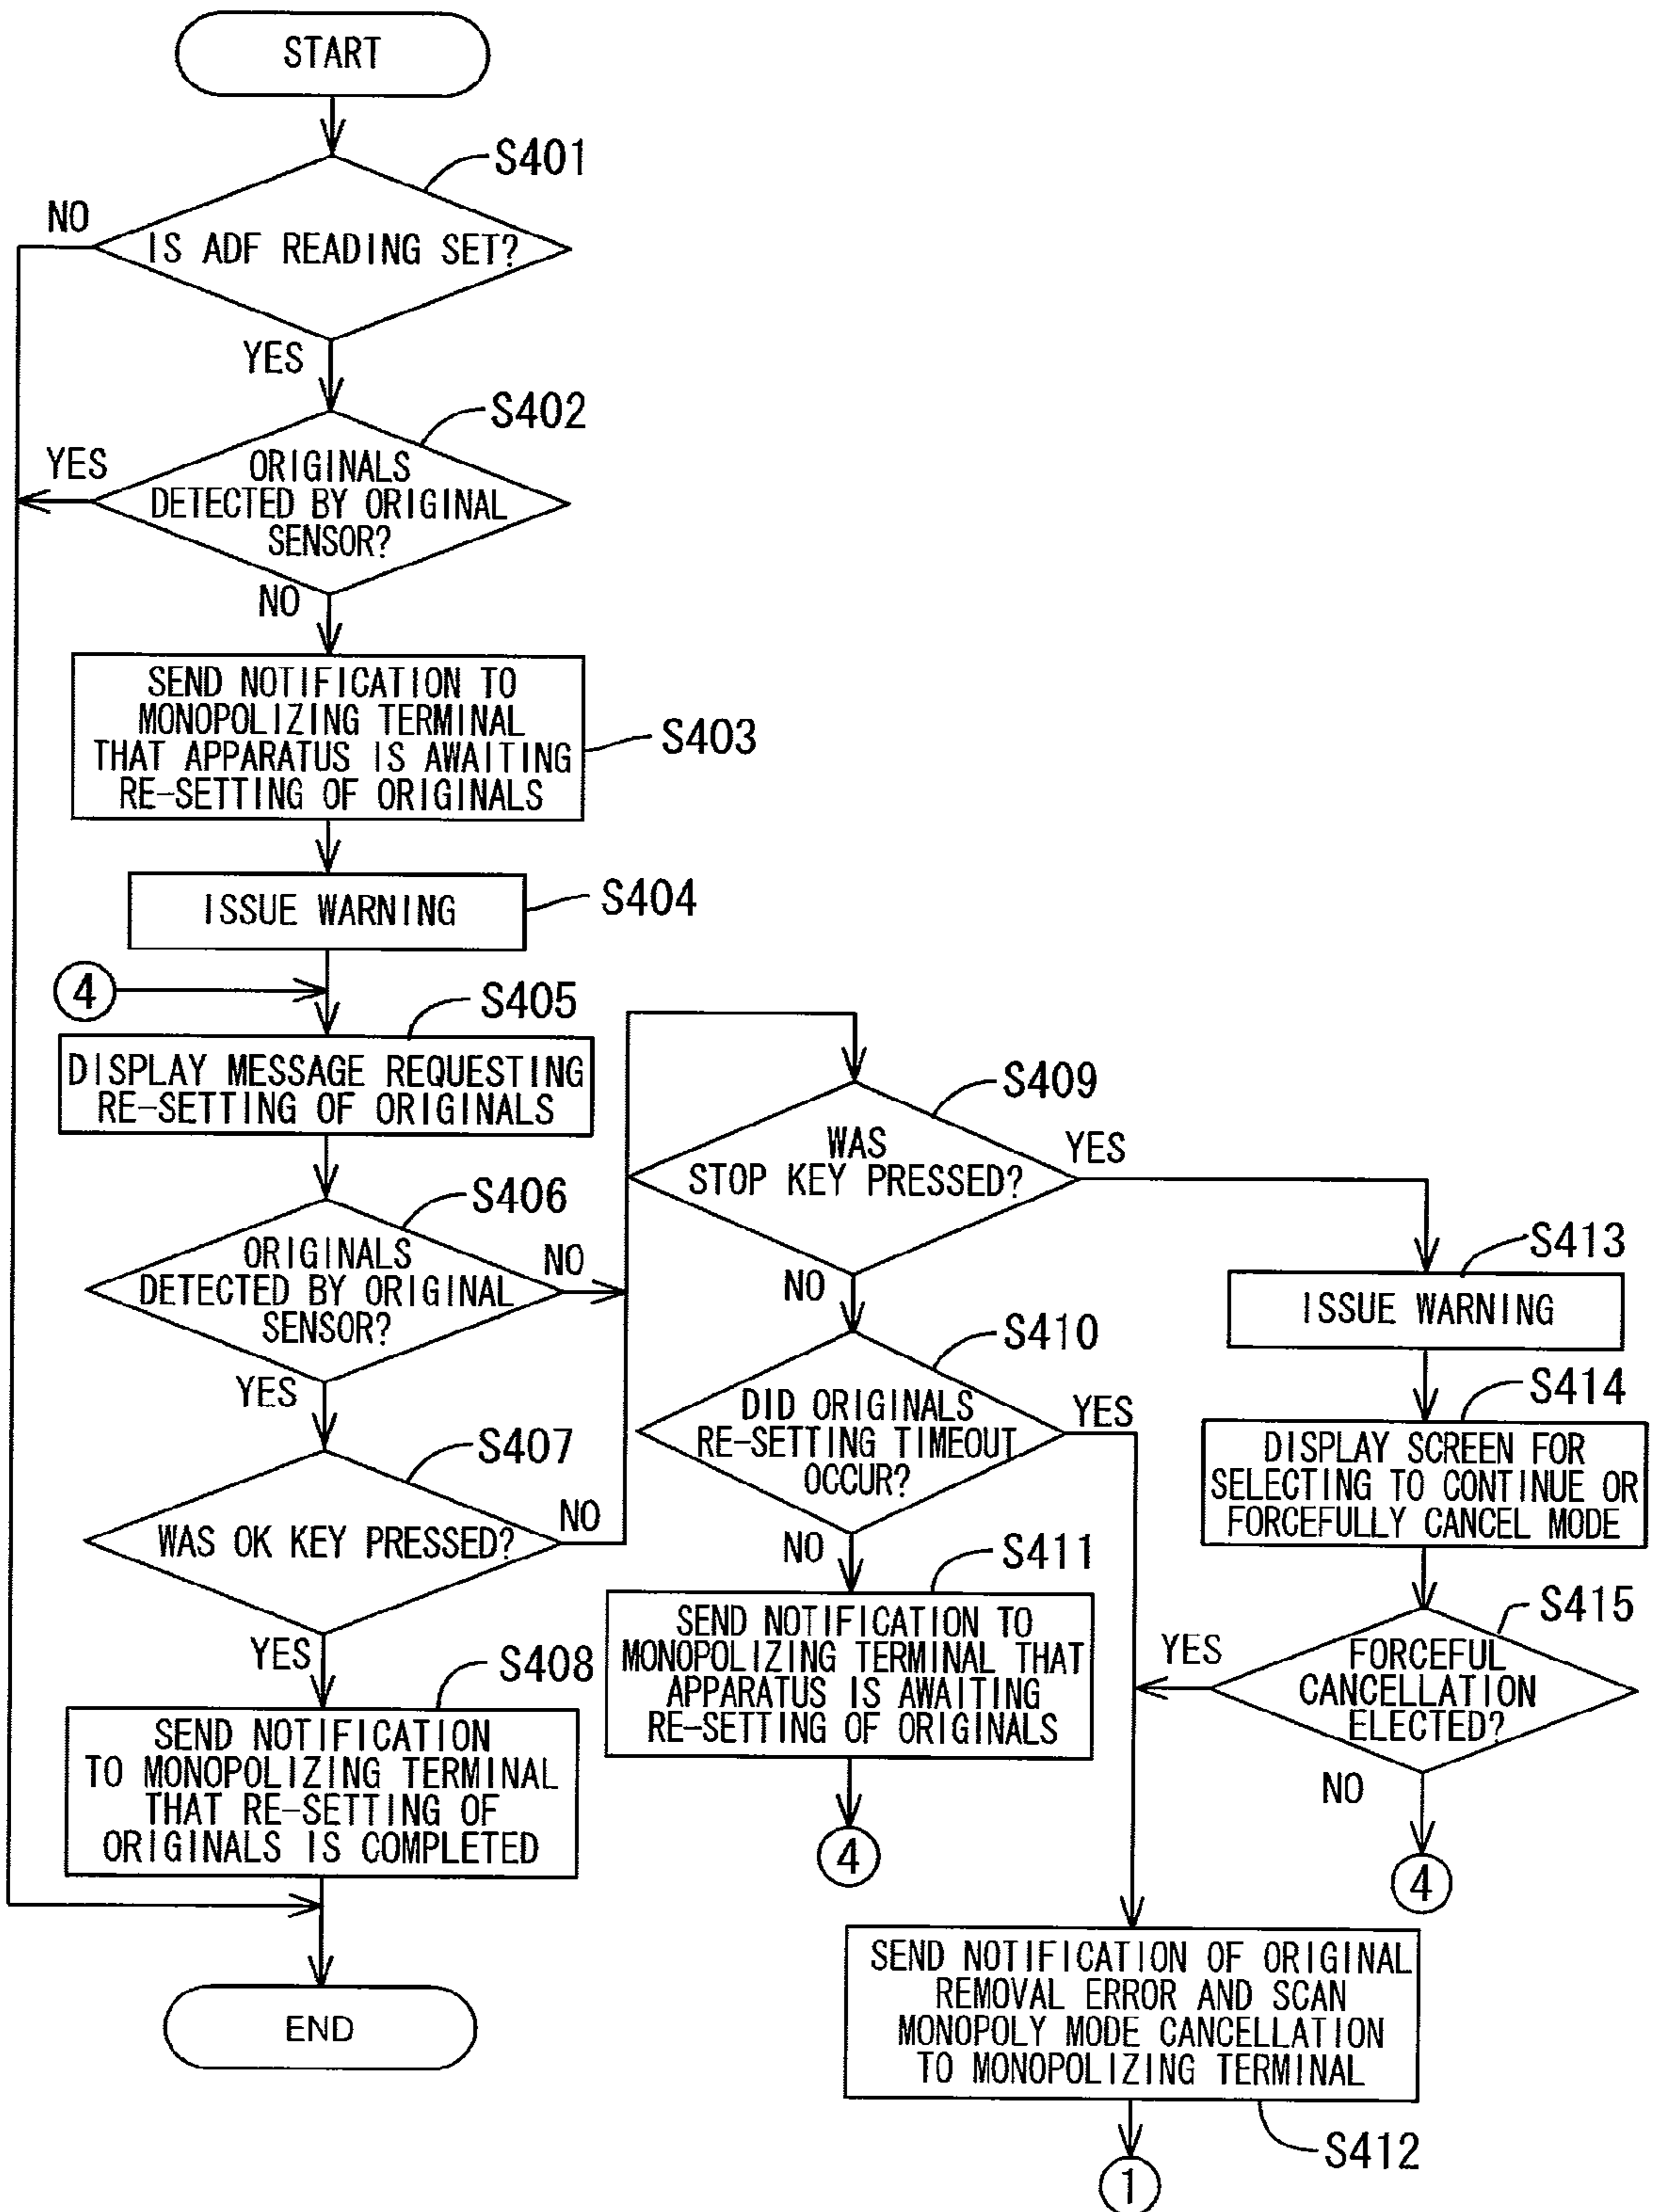 START
S401
NO
IS ADF READING SET?
YES
S402
YES
ORIGINALS
DETECTED BY ORIGINAL
SENSOR?
NO
SEND NOTIFICATION TO
MONOPOLIZING TERMINAL
THAT APPARATUS IS AWAITING
RE-SETTING OF ORIGINALS
S403
ISSUE WARNING
S404
4
S405
DISPLAY MESSAGE REQUESTING
RE-SETTING OF ORIGINALS
S406
ORIGINALS
DETECTED BY ORIGINAL
SENSOR?
NO
YES
S407
WAS OK KEY PRESSED?
NO
YES
S408
SEND NOTIFICATION
TO MONOPOLIZING TERMINAL
THAT RE-SETTING OF
ORIGINALS IS COMPLETED
END
S409
WAS
STOP KEY PRESSED?
YES
NO
S410
DID ORIGINALS
RE-SETTING TIMEOUT
OCCUR?
YES
NO
S411
SEND NOTIFICATION TO
MONOPOLIZING TERMINAL THAT
APPARATUS IS AWAITING
RE-SETTING OF ORIGINALS
4
S413
ISSUE WARNING
S414
DISPLAY SCREEN FOR
SELECTING TO CONTINUE OR
FORCEFULLY CANCEL MODE
S415
YES
FORCEFUL
CANCELLATION
ELECTED?
NO
4
SEND NOTIFICATION OF ORIGINAL
REMOVAL ERROR AND SCAN
MONOPOLY MODE CANCELLATION
TO MONOPOLIZING TERMINAL
S412
1